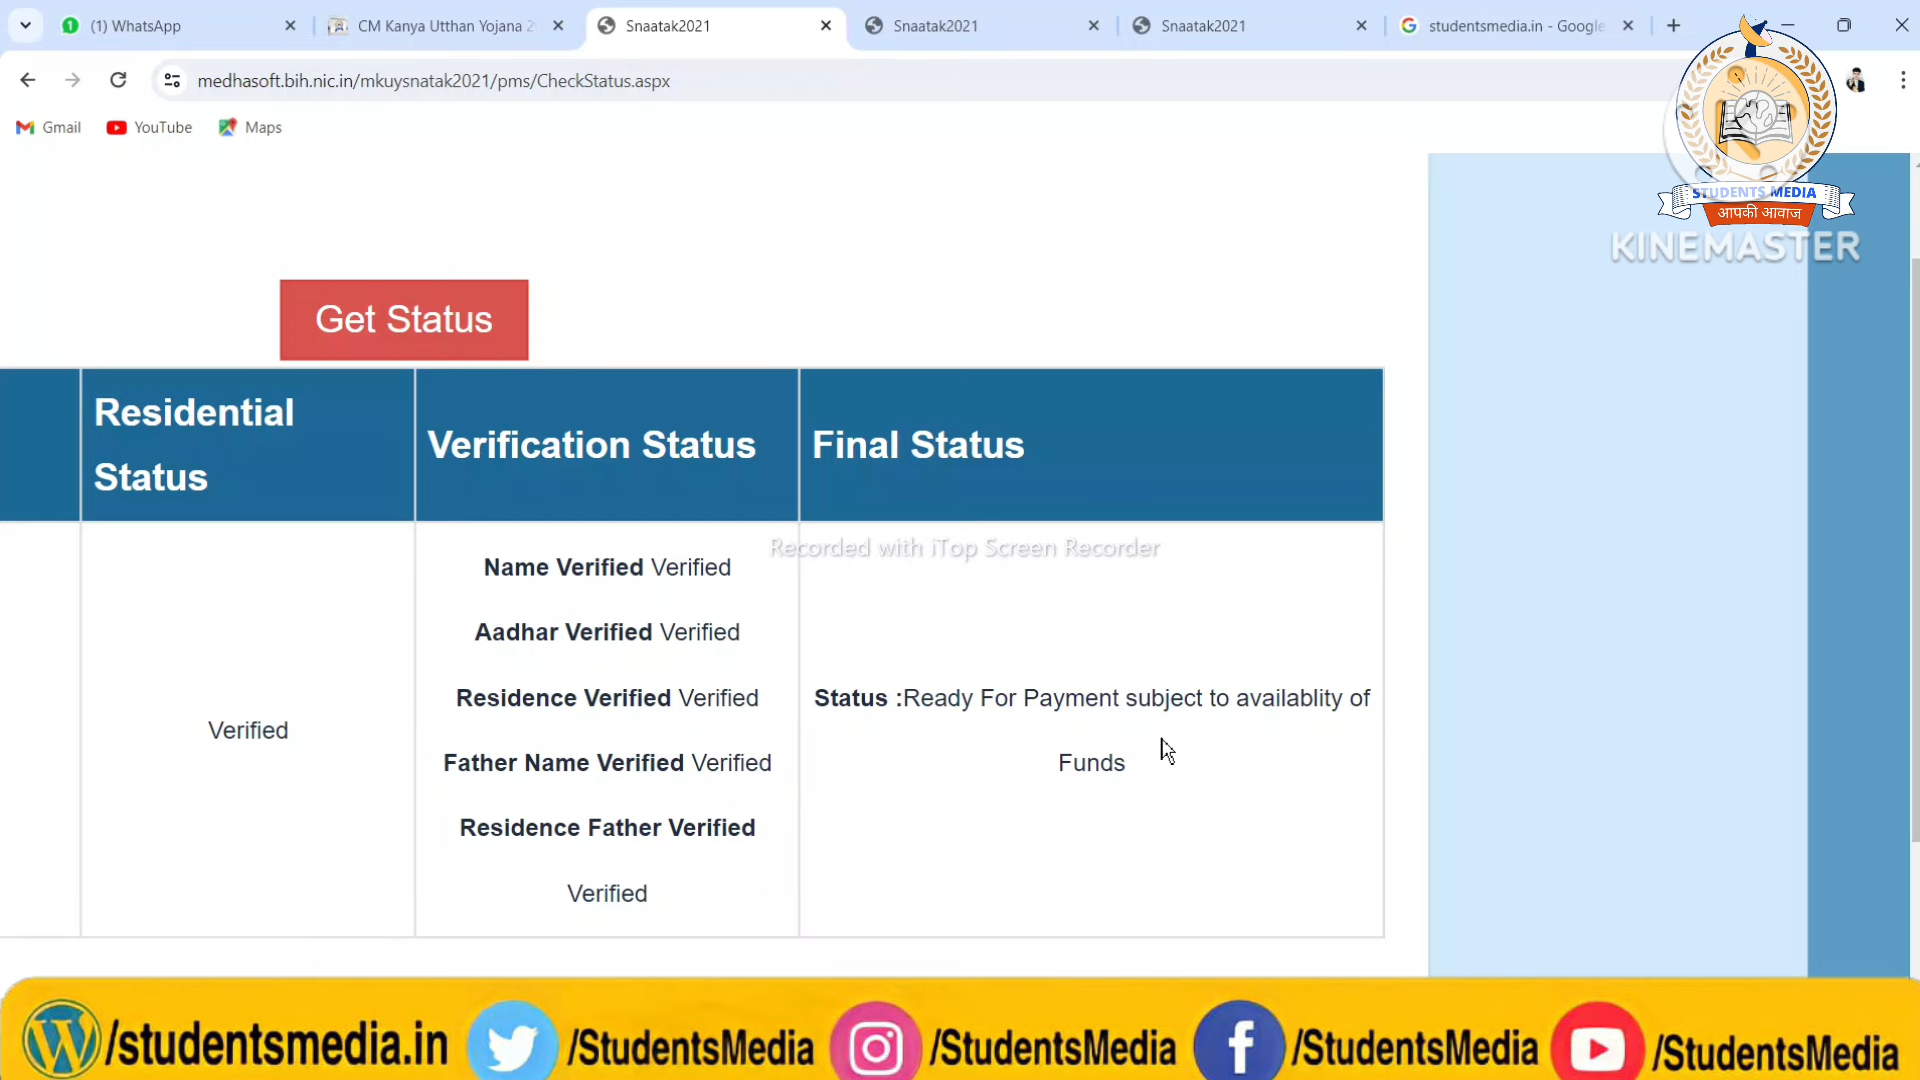 (1) WhatsApp
CM Kanya Utthan Yojana 2
Snaatak2021
Snaatak2021
Snaatak2021
studentsmedia.in - Google
medhasoft.bih.nic.in/mkuysnatak2021/pms/CheckStatus.aspx
Gmail
YouTube
Maps
STUDENTS MEDIA
आपकी आवाज
KINEMASTER
Get Status
Residential
Status
Verification Status
Final Status
Recorded with iTop Screen Recorder
Verified
Name Verified Verified
Aadhar Verified Verified
Residence Verified Verified
Father Name Verified Verified
Residence Father Verified
Verified
Status :Ready For Payment subject to availablity of
Funds
/studentsmedia.in
/StudentsMedia
/StudentsMedia
/StudentsMedia
/StudentsMedia